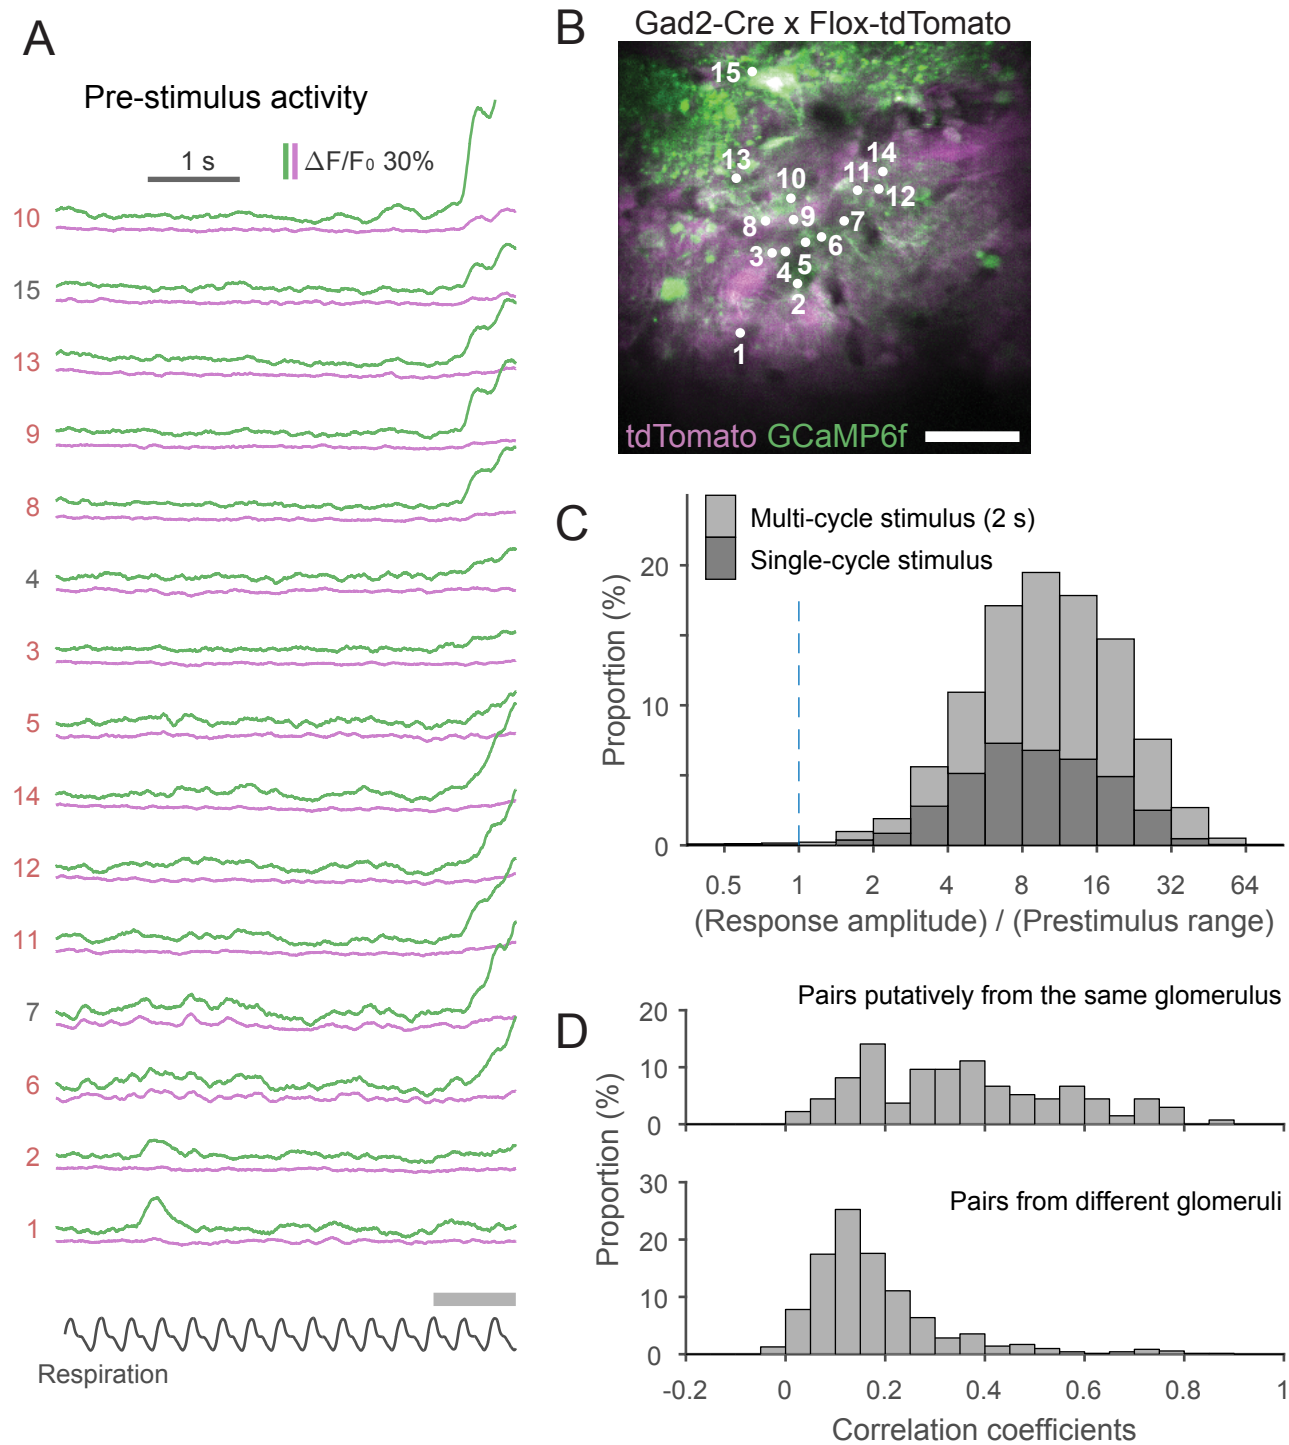 A
Pre-stimulus activity
1 s
ΔF/F0 30%
10
15
13
9
8
4
3
5
14
12
11
7
6
2
1
Respiration
B
Gad2-Cre x Flox-tdTomato
15
13
14
10
11
12
8
9
7
6
3
4
5
2
1
tdTomato GCaMP6f
C
Multi-cycle stimulus (2 s)
Single-cycle stimulus
Proportion (%)
20
10
0
0.5 1 2 4 8 16 32 64
(Response amplitude) / (Prestimulus range)
D
Pairs putatively from the same glomerulus
20
10
0
Proportion (%)
Pairs from different glomeruli
30
20
10
0
-0.2 0 0.2 0.4 0.6 0.8 1
Correlation coefficients